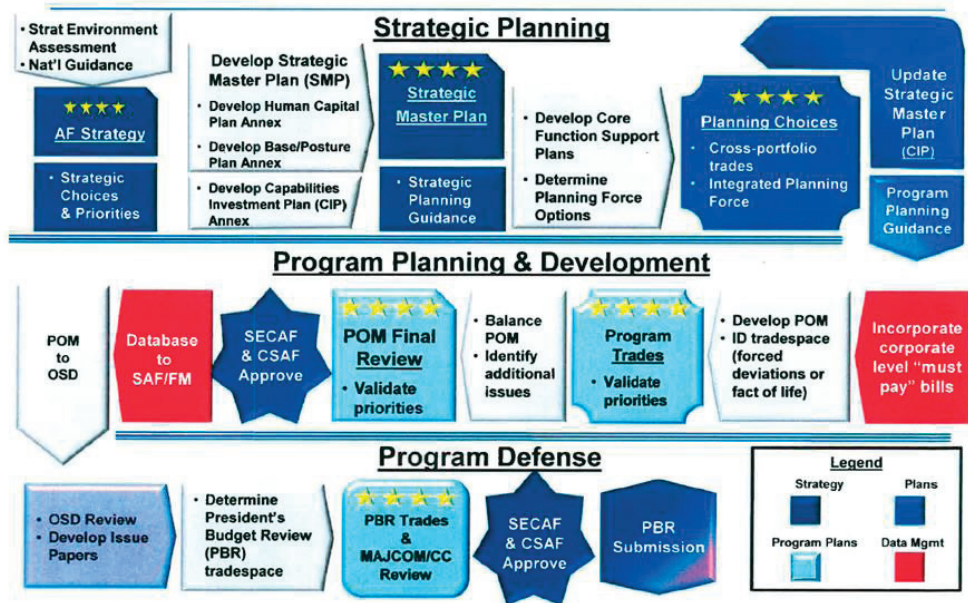 Strategic Planning
• Strat Environment
Assessment
• Nat'l Guidance
AF Strategy
• Strategic
Choices
& Priorities
Develop Strategic
Master Plan (SMP)
• Develop Human Capital
Plan Annex
• Develop Base/Posture
Plan Annex
• Develop Capabilities
Investment Plan (CIP)
Annex
Strategic
Master Plan
• Strategic
Planning
Guidance
• Develop Core
Function Support
Plans
• Determine
Planning Force
Options
Planning Choices
• Cross-portfolio
trades
• Integrated Planning
Force
Update
Strategic
Master
Plan
(CIP)
Program
Planning
Guidance
Program Planning & Development
POM
to
OSD
Database
to
SAF/FM
SECAF
& CSAF
Approve
POM Final
Review
• Validate
priorities
• Balance
POM
• Identify
additional
issues
Program
Trades
• Validate
priorities
• Develop POM
• ID tradespace
(forced
deviations or
fact of life)
Incorporate
corporate
level "must
pay" bills
Program Defense
• OSD Review
• Develop Issue
Papers
• Determine
President's
Budget Review
(PBR)
tradespace
PBR Trades
&
MAJCOM/CC
Review
SECAF
& CSAF
Approve
PBR
Submission
Legend
Strategy
Plans
Program Plans
Data Mgmt